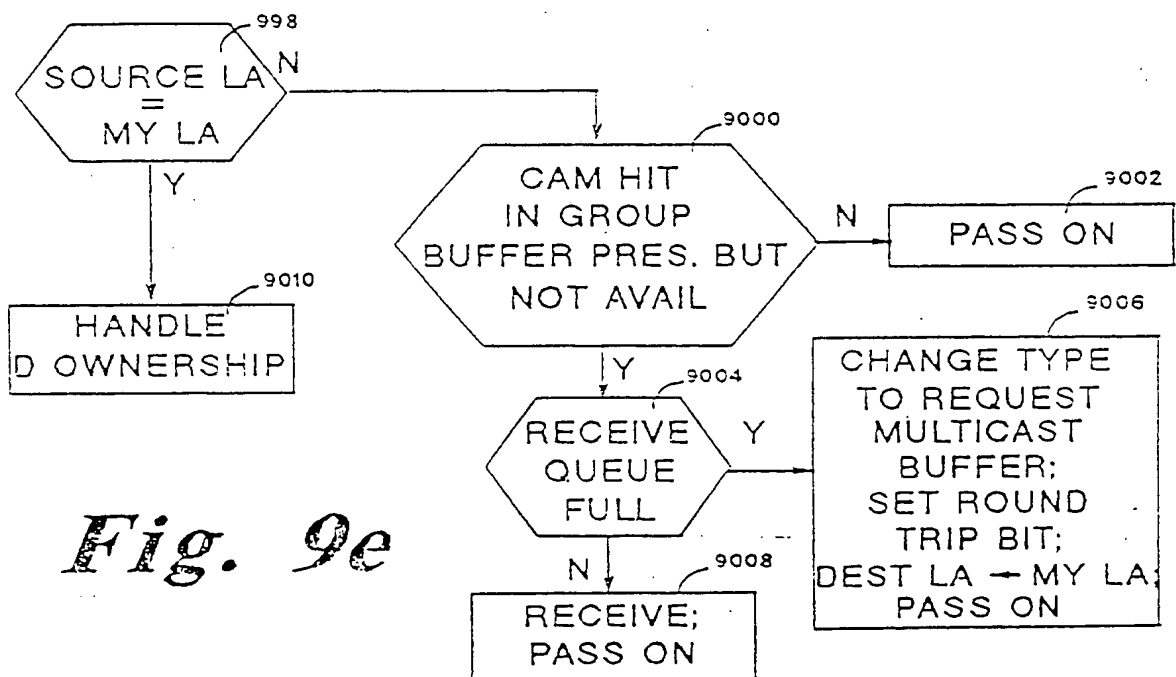 998
SOURCE LA
=
MY LA
N
Y
9010
HANDLE
D OWNERSHIP
9000
CAM HIT
IN GROUP
BUFFER PRES. BUT
NOT AVAIL
N
9002
PASS ON
Y
9004
RECEIVE
QUEUE
FULL
Y
9006
CHANGE TYPE
TO REQUEST
MULTICAST
BUFFER;
SET ROUND
TRIP BIT;
DEST LA ← MY LA;
PASS ON
N
9008
RECEIVE;
PASS ON
Fig. 9e